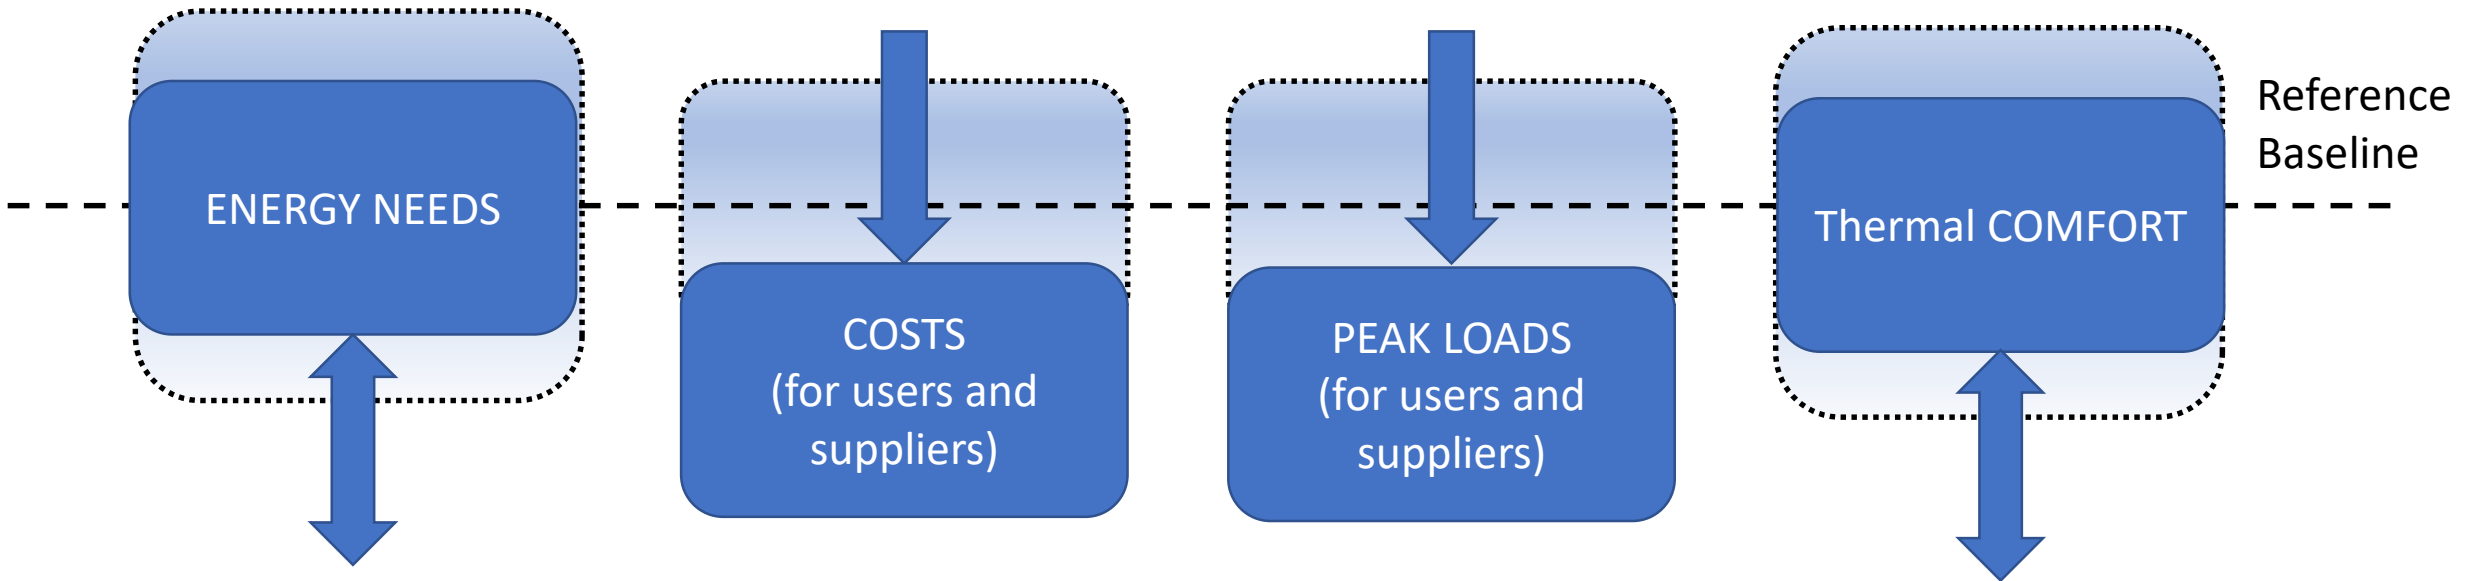 ENERGY NEEDS
COSTS
(for users and
suppliers)
PEAK LOADS
(for users and
suppliers)
Thermal COMFORT
Reference
Baseline